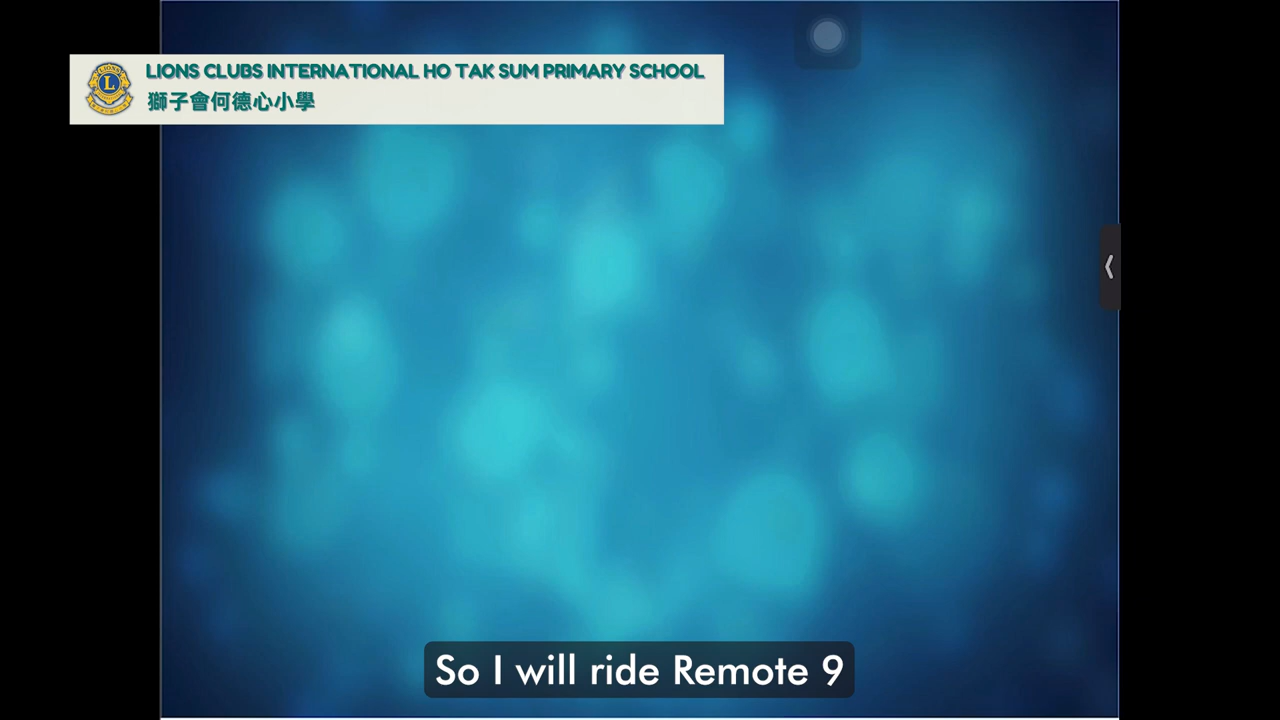 LIONS CLUBS INTERNATIONAL HO TAK SUM PRIMARY SCHOOL
獅子會何德心小學
So I will ride Remote 9